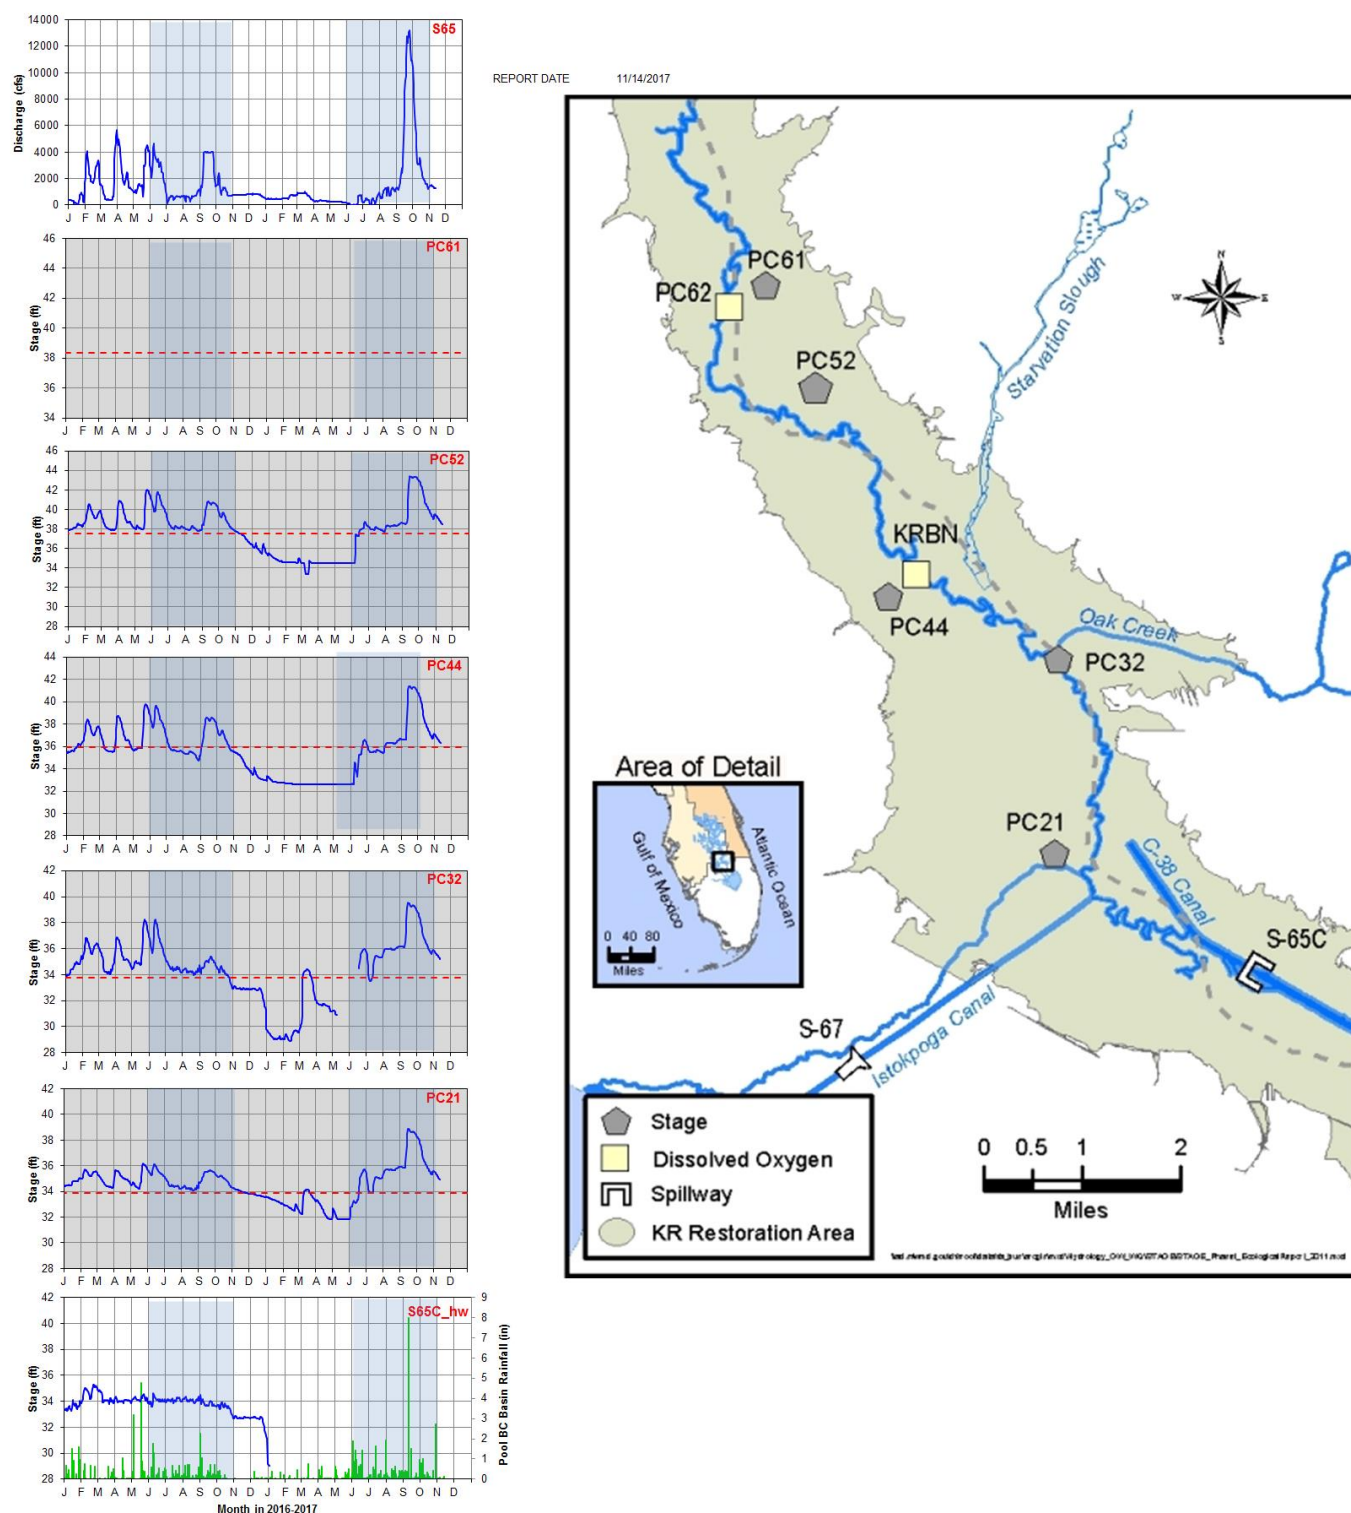 S65
14000
12000
10000
8000
6000
4000
2000
0
Discharge (cfs)
J F M A M J J A S O N D J F M A M J J A S O N D
REPORT DATE 11/14/2017
PC61
46
44
42
40
38
36
34
Stage (ft)
J F M A M J J A S O N D J F M A M J J A S O N D
PC52
46
44
42
40
38
36
34
32
30
28
Stage (ft)
J F M A M J J A S O N D J F M A M J J A S O N D
PC44
44
42
40
38
36
34
32
30
28
Stage (ft)
J F M A M J J A S O N D J F M A M J J A S O N D
PC32
42
40
38
36
34
32
30
28
Stage (ft)
J F M A M J J A S O N D J F M A M J J A S O N D
PC21
42
40
38
36
34
32
30
28
Stage (ft)
J F M A M J J A S O N D J F M A M J J A S O N D
S65C_hw
42
40
38
36
34
32
30
28
Stage (ft)
9
8
7
6
5
4
3
2
1
0
Pool BC Basin Rainfall (in)
J F M A M J J A S O N D J F M A M J J A S O N D
Month in 2016-2017
PC61
PC62
PC52
Starvation Slough
N
W E
S
KRBN
PC44
Oak Creek
PC32
PC21
C-38 Canal
S-65C
S-67
Istokpoga Canal
Area of Detail
Gulf of Mexico
Atlantic Ocean
0 40 80
Miles
Stage
Dissolved Oxygen
Spillway
KR Restoration Area
0 0.5 1 2
Miles